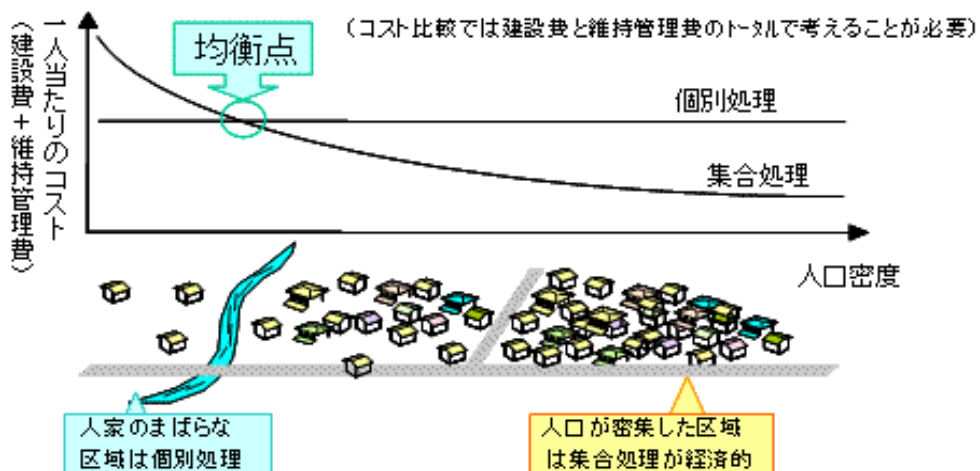 (コスト比較では建設費と維持管理費のトータルで考えることが必要)
一人当たりのコスト
(建設費+維持管理費)
均衡点
個別処理
集合処理
人口密度
人家のまばらな
区域は個別処理
人口が密集した区域
は集合処理が経済的